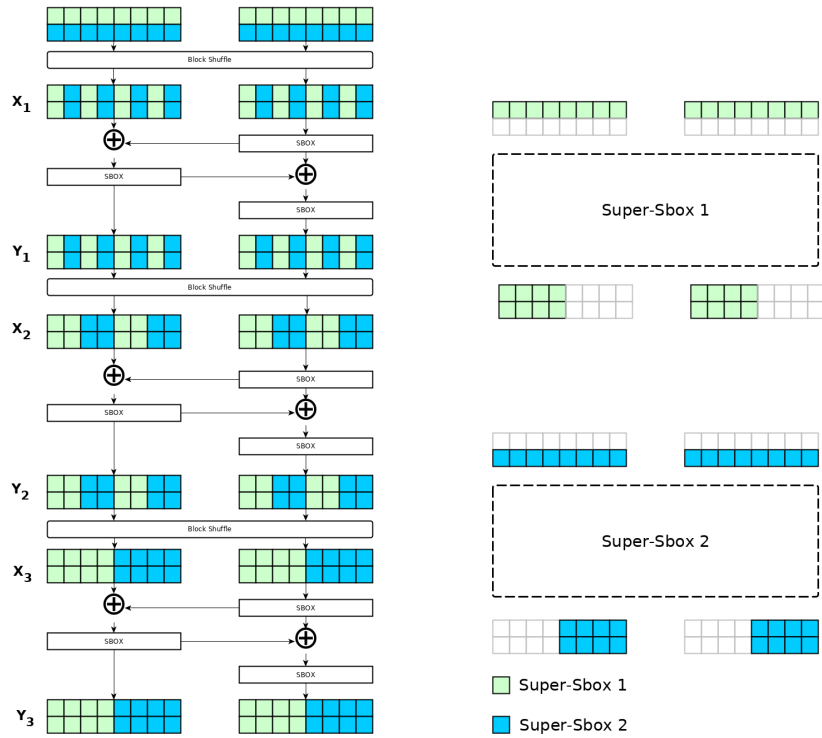 Block Shuffle
X1
SBOX
SBOX
SBOX
Y1
Block Shuffle
X2
SBOX
SBOX
SBOX
Y2
Block Shuffle
X3
SBOX
SBOX
SBOX
Y3
Super-Sbox 1
Super-Sbox 2
Super-Sbox 1
Super-Sbox 2